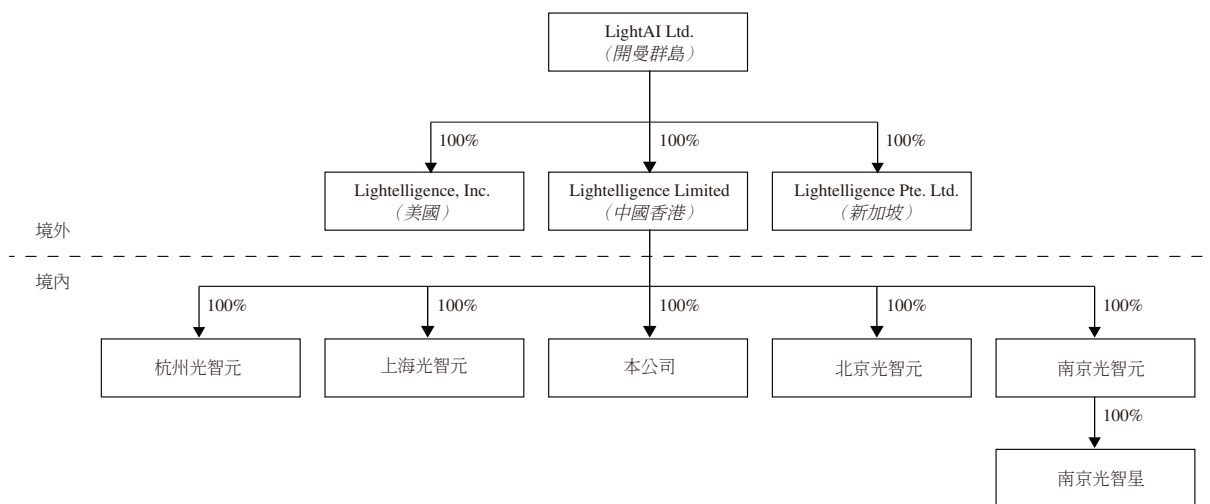 LightAI Ltd.
（開曼群島）
100%
100%
100%
Lightelligence, Inc.
（美國）
Lightelligence Limited
（中國香港）
Lightelligence Pte. Ltd.
（新加坡）
境外
境內
100%
100%
100%
100%
100%
杭州光智元
上海光智元
本公司
北京光智元
南京光智元
100%
南京光智星